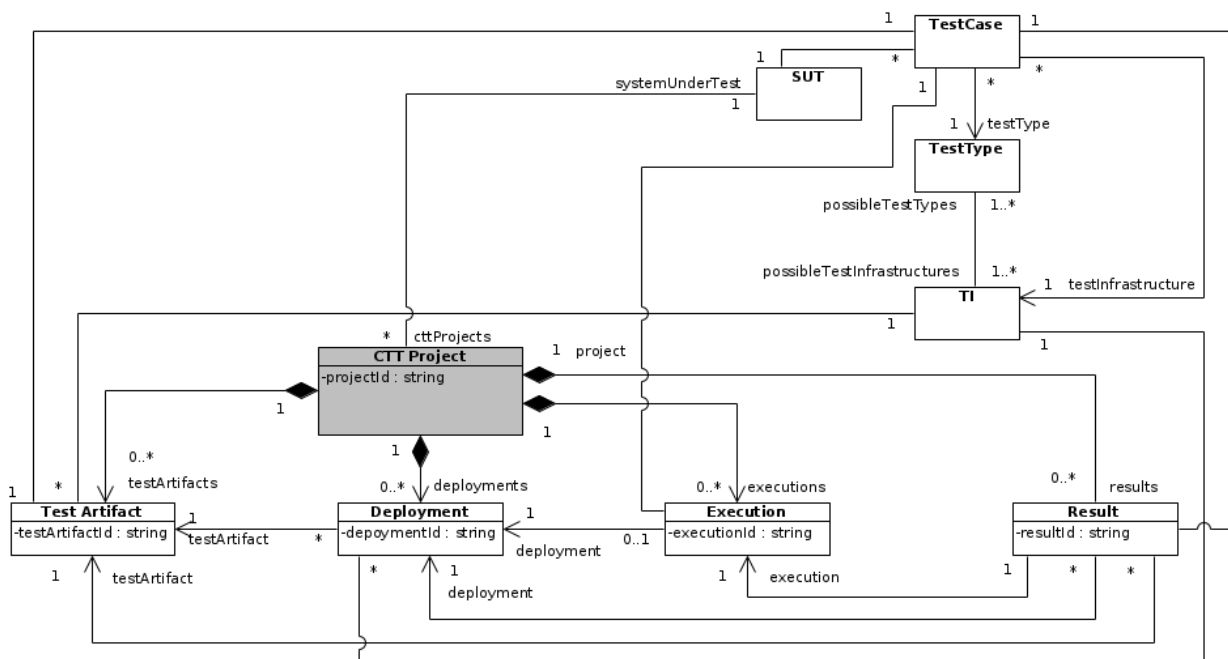 1
TestCase
1
1
SUT
*
*
*
systemUnderTest
1
1
1
testType
TestType
possibleTestTypes
1..*
possibleTestInfrastructures
1..*
1
testInfrastructure
TI
1
1
*
cttProjects
1
project
CTT Project
-projectId : string
1
1
1
0..*
testArtifacts
*
0..*
deployments
0..*
executions
0..*
results
1
Test Artifact
-testArtifactId : string
1
testArtifact
*
Deployment
-depoymentId : string
1
deployment
0..1
Execution
-executionId : string
Result
-resultId : string
1
testArtifact
*
1
deployment
1
execution
1
*
*